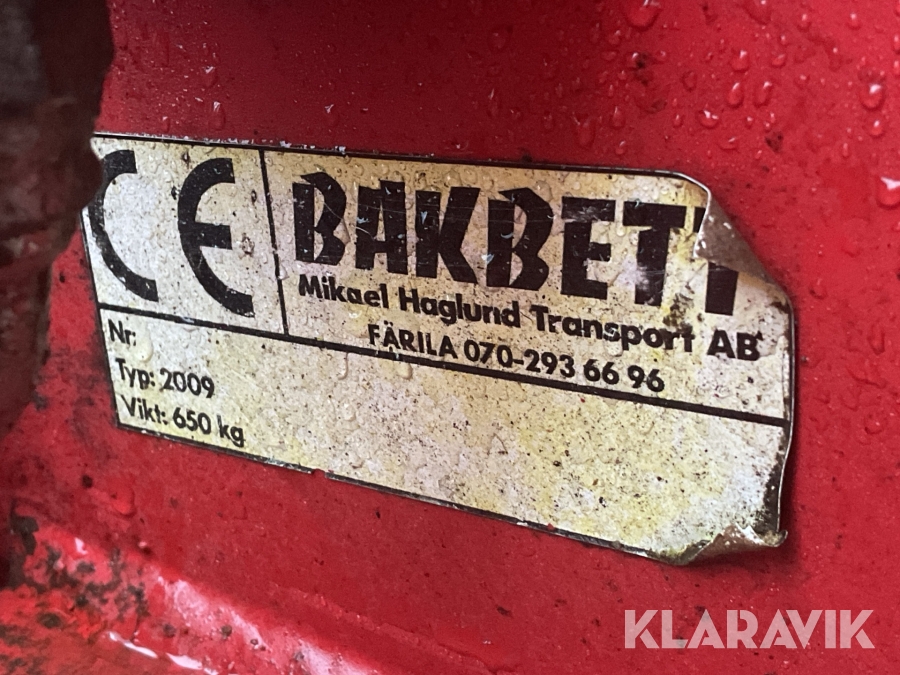 CE
BAKBETT
Mikael Haglund Transport AB
FÄRILA 070-293 66 96
Nr:
Typ: 2009
Vikt: 650 kg
KLARAVIK